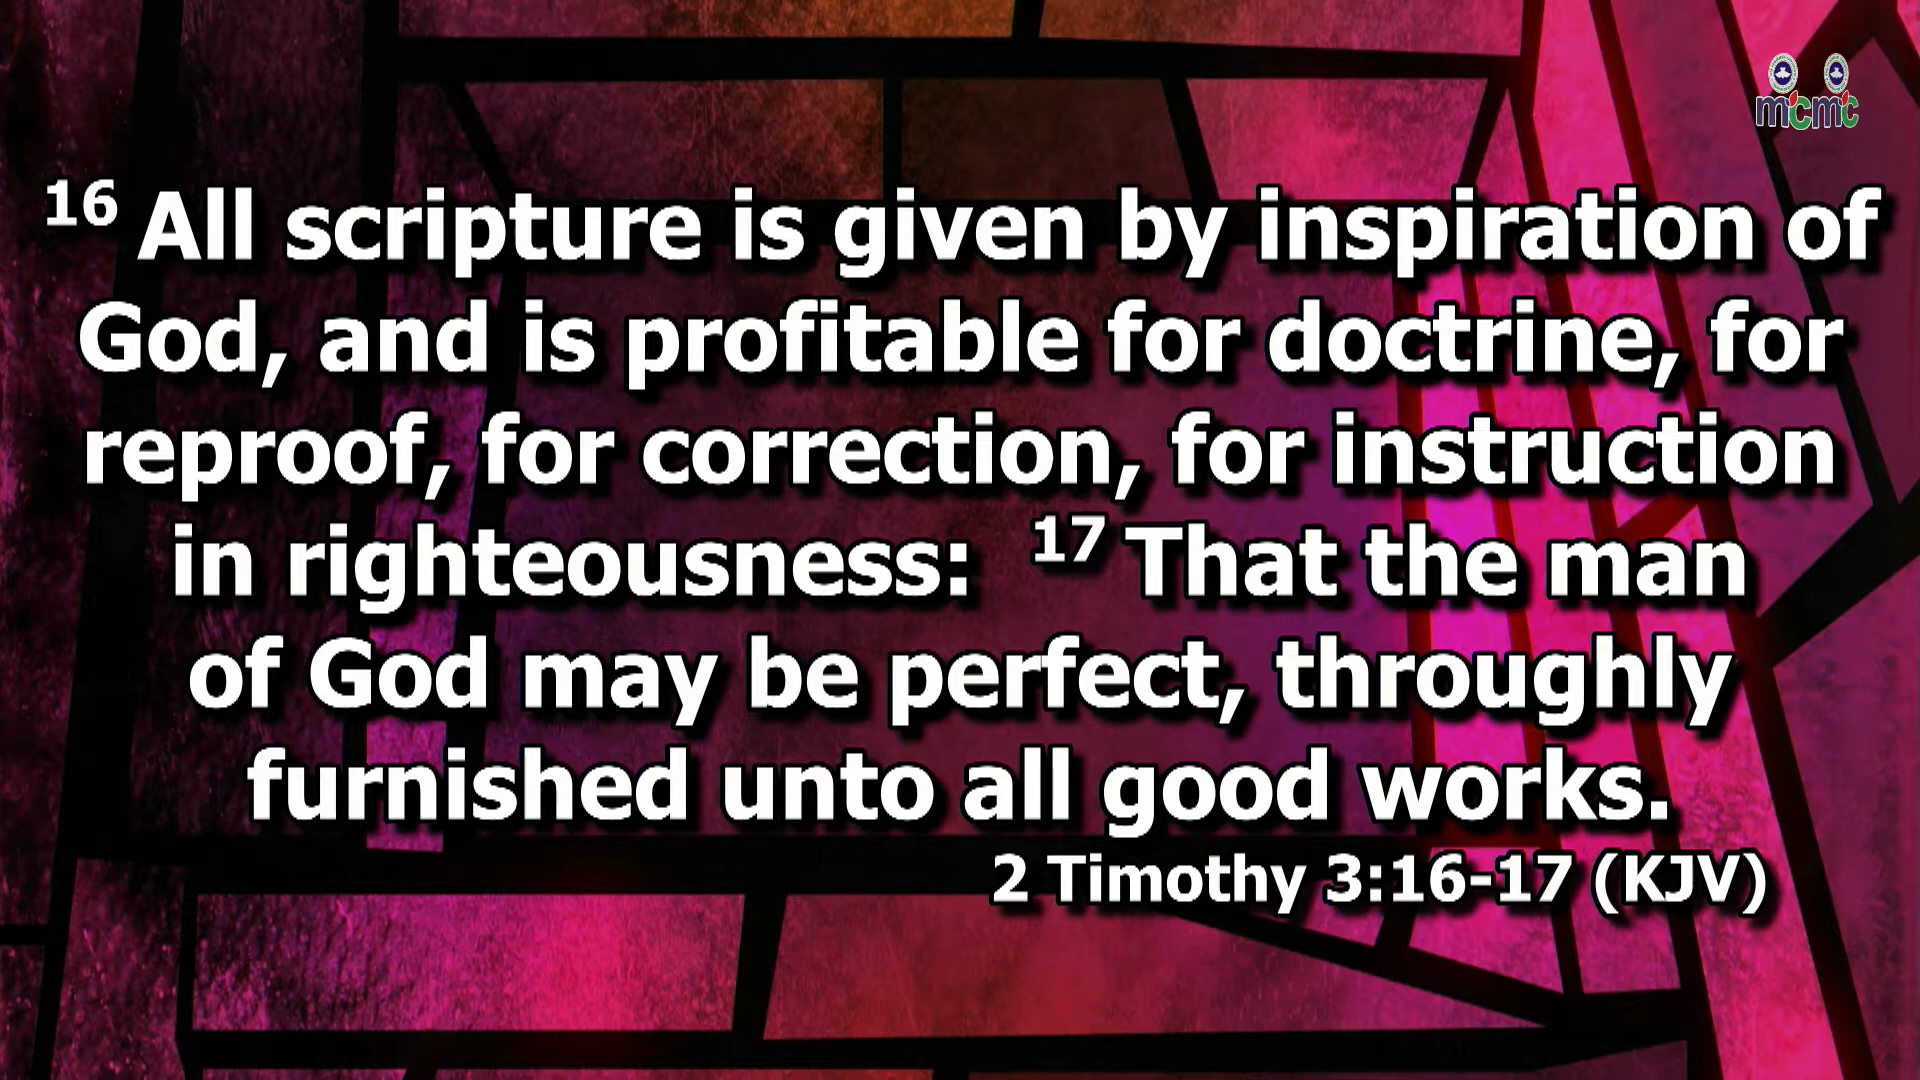 mcmc
16 All scripture is given by inspiration of
God, and is profitable for doctrine, for
reproof, for correction, for instruction
in righteousness: 17 That the man
of God may be perfect, throughly
furnished unto all good works.
2 Timothy 3:16-17 (KJV)